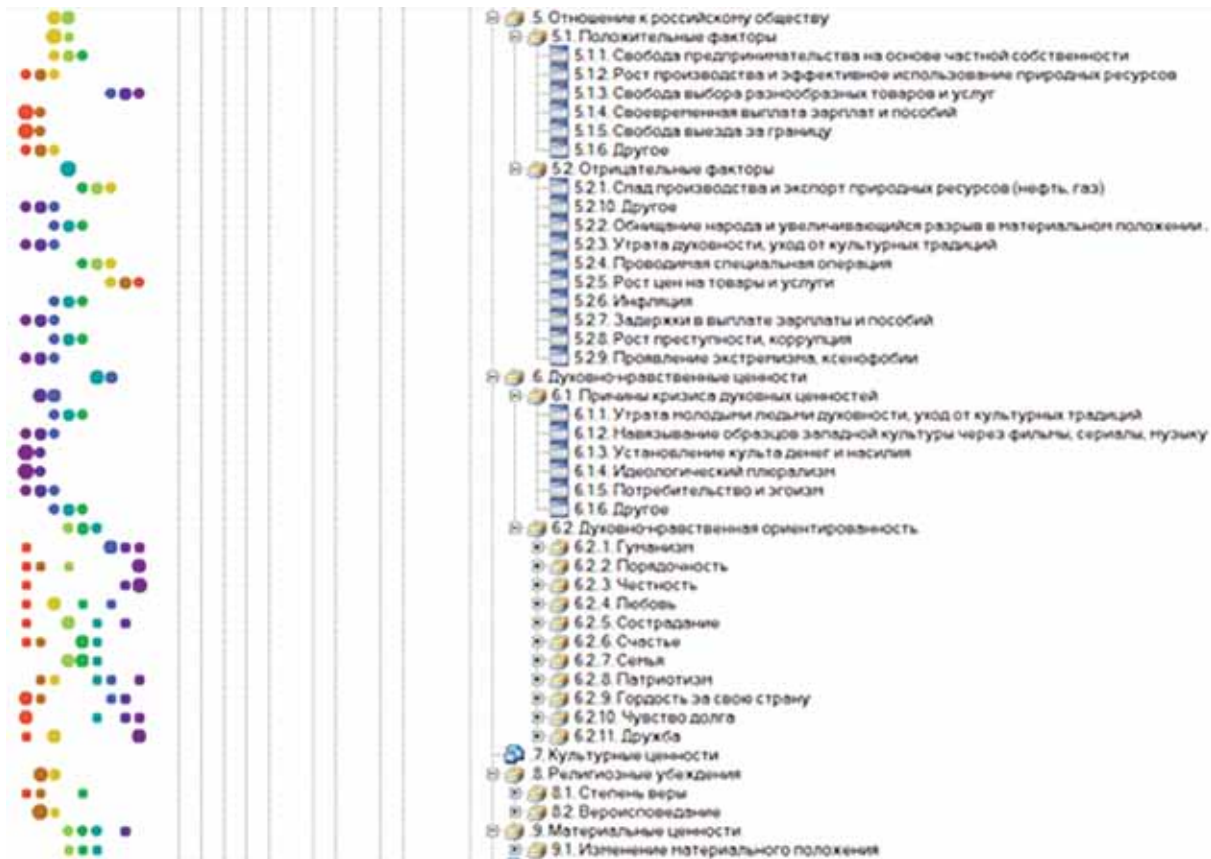 .5. Отношение к российскому обществу
5.1. Положительные факторы
5.1.1. Свобода предпринимательства на основе частной собственности
5.1.2. Рост производства и эффективное использование природных ресурсов
5.1.3. Свобода выбора разнообразных товаров и услуг
5.1.4. Своевременная выплата зарплат и пособий
5.1.5. Свобода выезда за границу
5.1.6. Другое
5.2. Отрицательные факторы
5.2.1. Спад производства и экспорт природных ресурсов (нефть, газ)
5.2.10. Другое
5.2.2. Обнищание народа и увеличивающийся разрыв в материальном положении .
5.2.3. Утрата духовности, уход от культурных традиций
5.2.4. Проводимая специальная операция
5.2.5. Рост цен на товары и услуги
5.2.6. Инфляция
5.2.7. Задержки в выплате зарплаты и пособий
5.2.8. Рост преступности, коррупция
5.2.9. Проявление экстремизма, ксенофобии
.6. Духовно-нравственные ценности
6.1. Причины кризиса духовных ценностей
6.1.1. Утрата молодыми людьми духовности, уход от культурных традиций
6.1.2. Навязывание образцов западной культуры через фильмы, сериалы, музыку
6.1.3. Установление культа денег и насилия
6.1.4. Идеологический плюрализм
6.1.5. Потребительство и эгоизм
6.1.6. Другое
6.2. Духовно-нравственная ориентированность
6.2..1. Гуманизм
6.2..2. Порядочность
6.2..3. Честность
6.2..4. Любовь
6.2..5. Сострадание
6.2..6. Счастье
6.2..7. Семья
6.2..8. Патриотизм
6.2..9. Гордость за свою страну
6.2.10. Чувство долга
6.2.11. Дружба
.7. Культурные ценности
.8. Религиозные убеждения
8.1. Степень веры
8.2. Вероисповедание
.9. Материальные ценности
9.1. Изменение материального положения